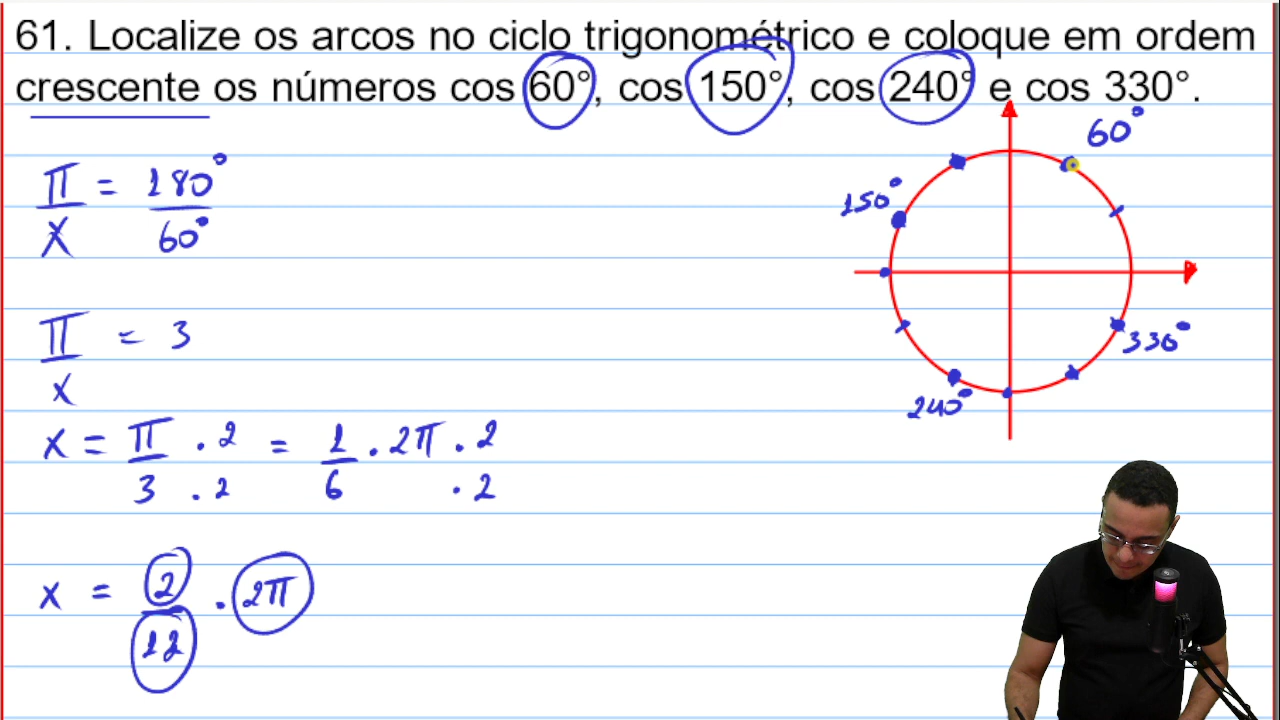 61. Localize os arcos no ciclo trigonométrico e coloque em ordem
crescente os números cos 60°, cos 150°, cos 240° e cos 330°.
π/X = 180°/60°
π/x = 3
x = π/3 . 2/. 2 = 1/6 . 2π . 2/. 2
x = 2/12 . 2π
60°
150°
330°
240°